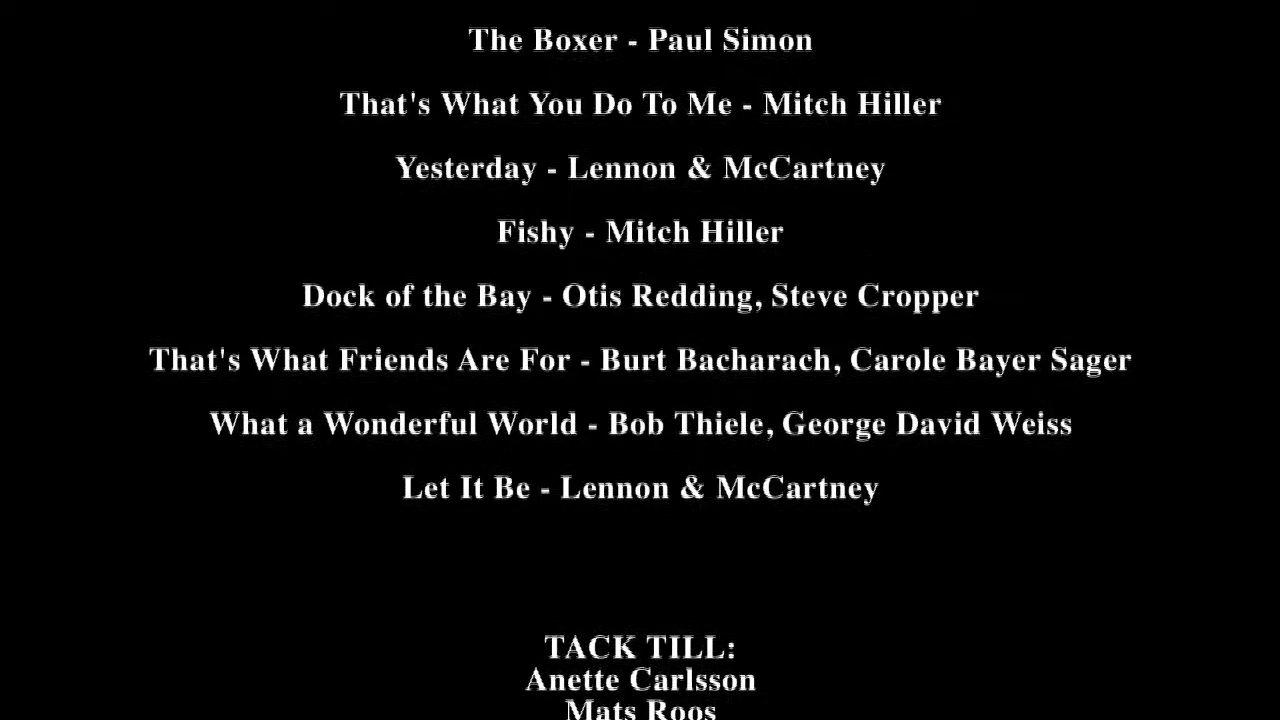 The Boxer - Paul Simon
That's What You Do To Me - Mitch Hiller
Yesterday - Lennon & McCartney
Fishy - Mitch Hiller
Dock of the Bay - Otis Redding, Steve Cropper
That's What Friends Are For - Burt Bacharach, Carole Bayer Sager
What a Wonderful World - Bob Thiele, George David Weiss
Let It Be - Lennon & McCartney
TACK TILL:
Anette Carlsson
Mats Roos